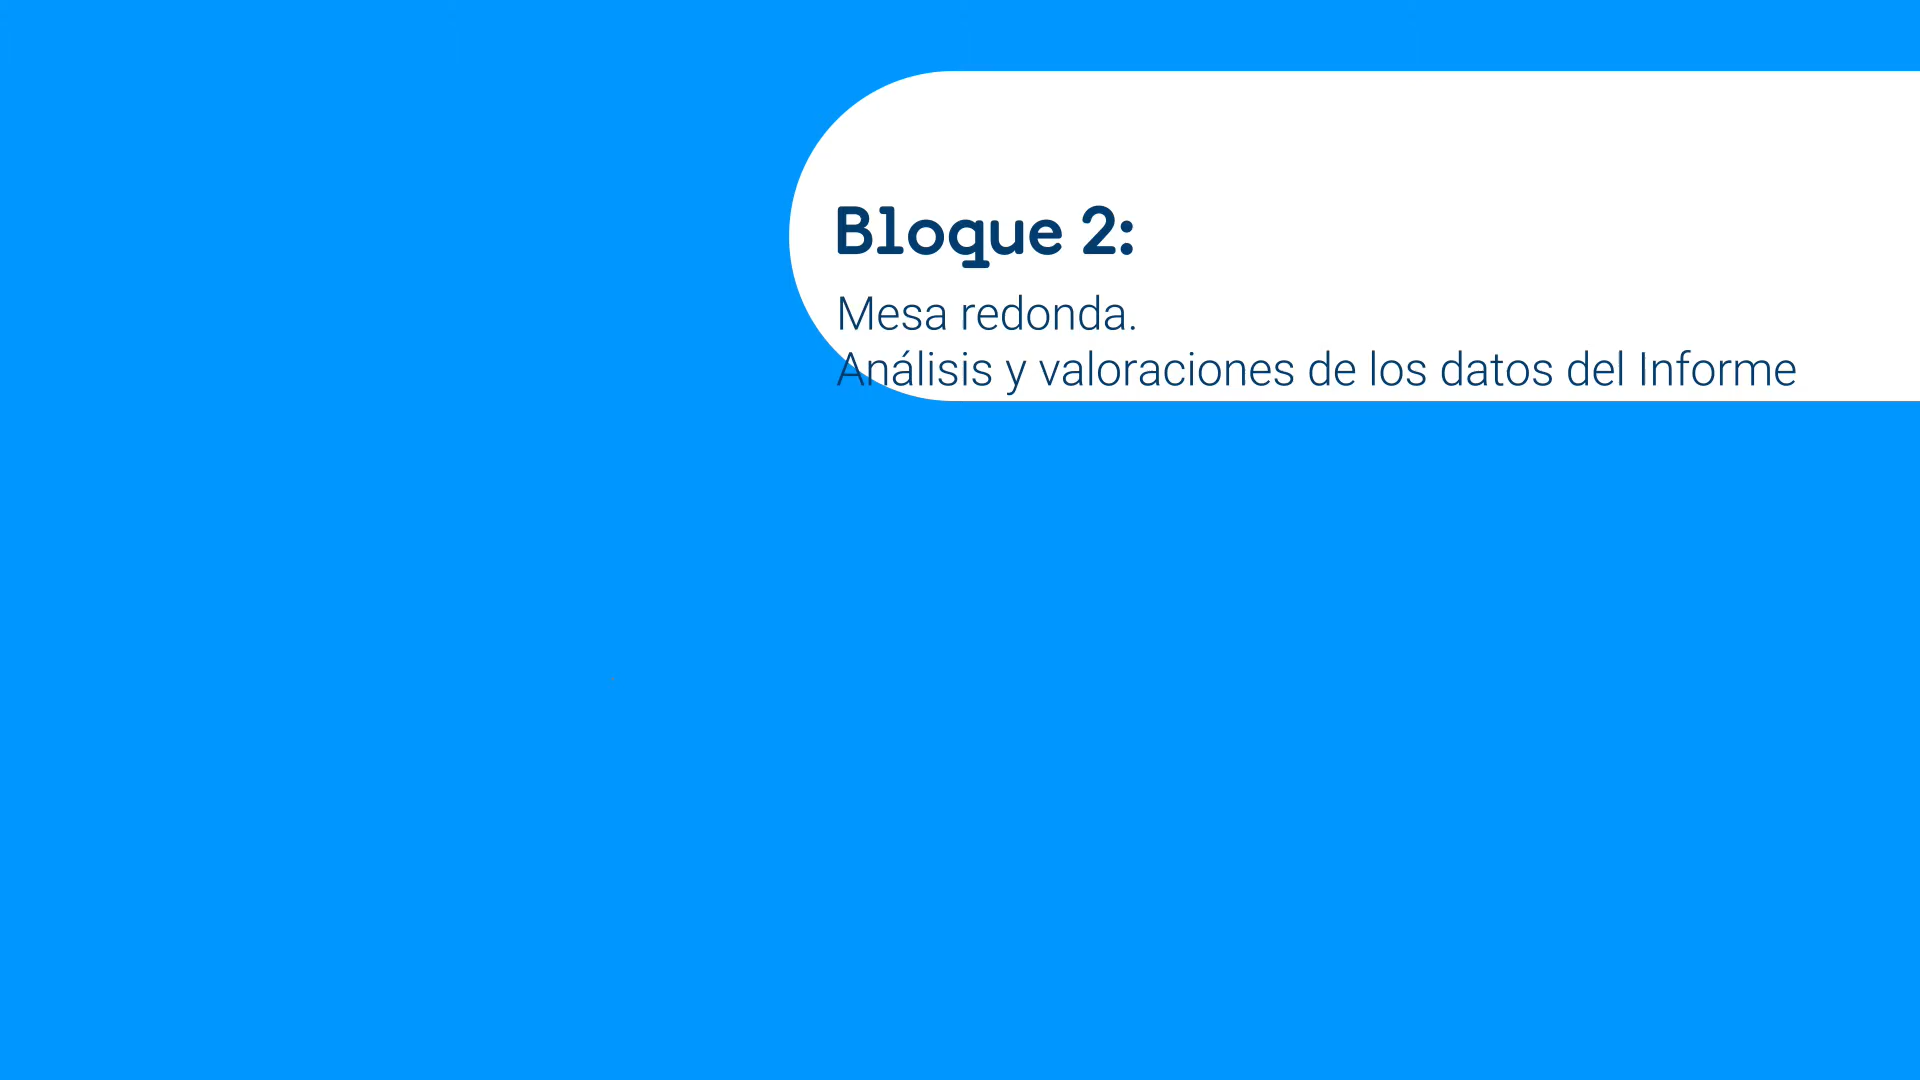 Bloque 2:
Mesa redonda.
Análisis y valoraciones de los datos del Informe